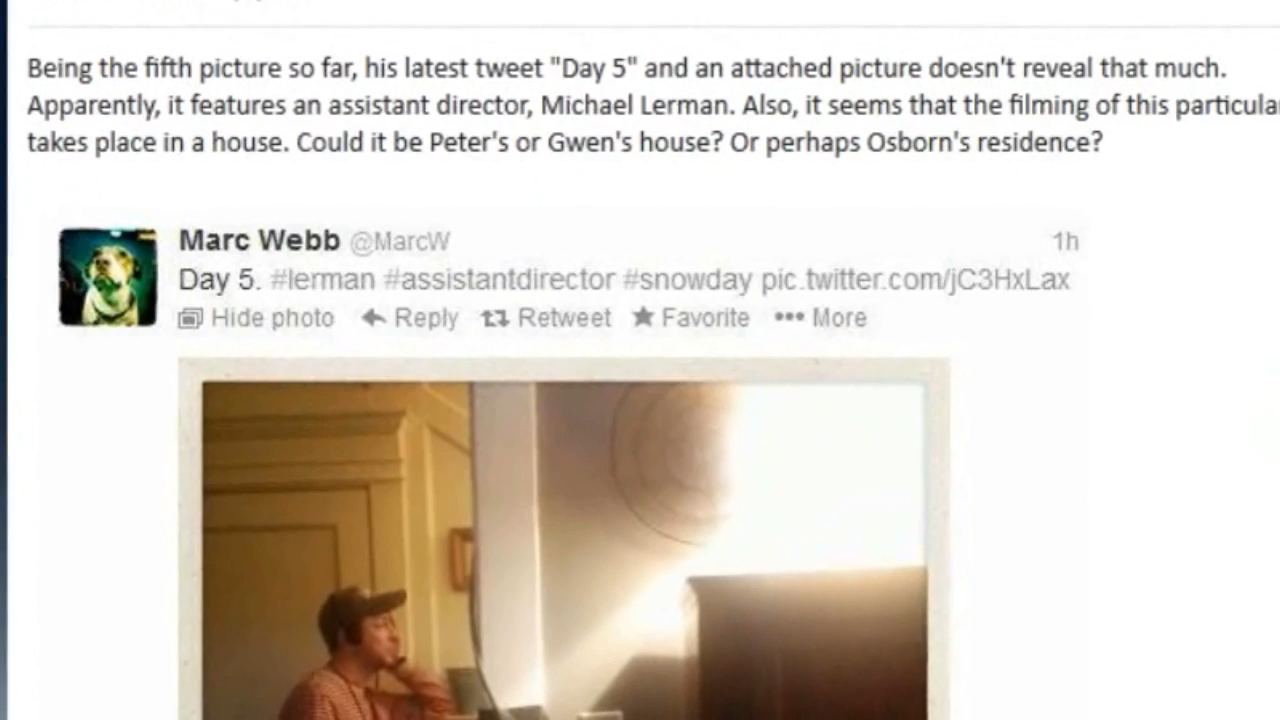 Being the fifth picture so far, his latest tweet "Day 5" and an attached picture doesn't reveal that much.
Apparently, it features an assistant director, Michael Lerman. Also, it seems that the filming of this particular
takes place in a house. Could it be Peter's or Gwen's house? Or perhaps Osborn's residence?
Marc Webb @MarcW 1h
Day 5. #lerman #assistantdirector #snowday pic.twitter.com/jC3HxLax
Hide photo Reply Retweet Favorite More